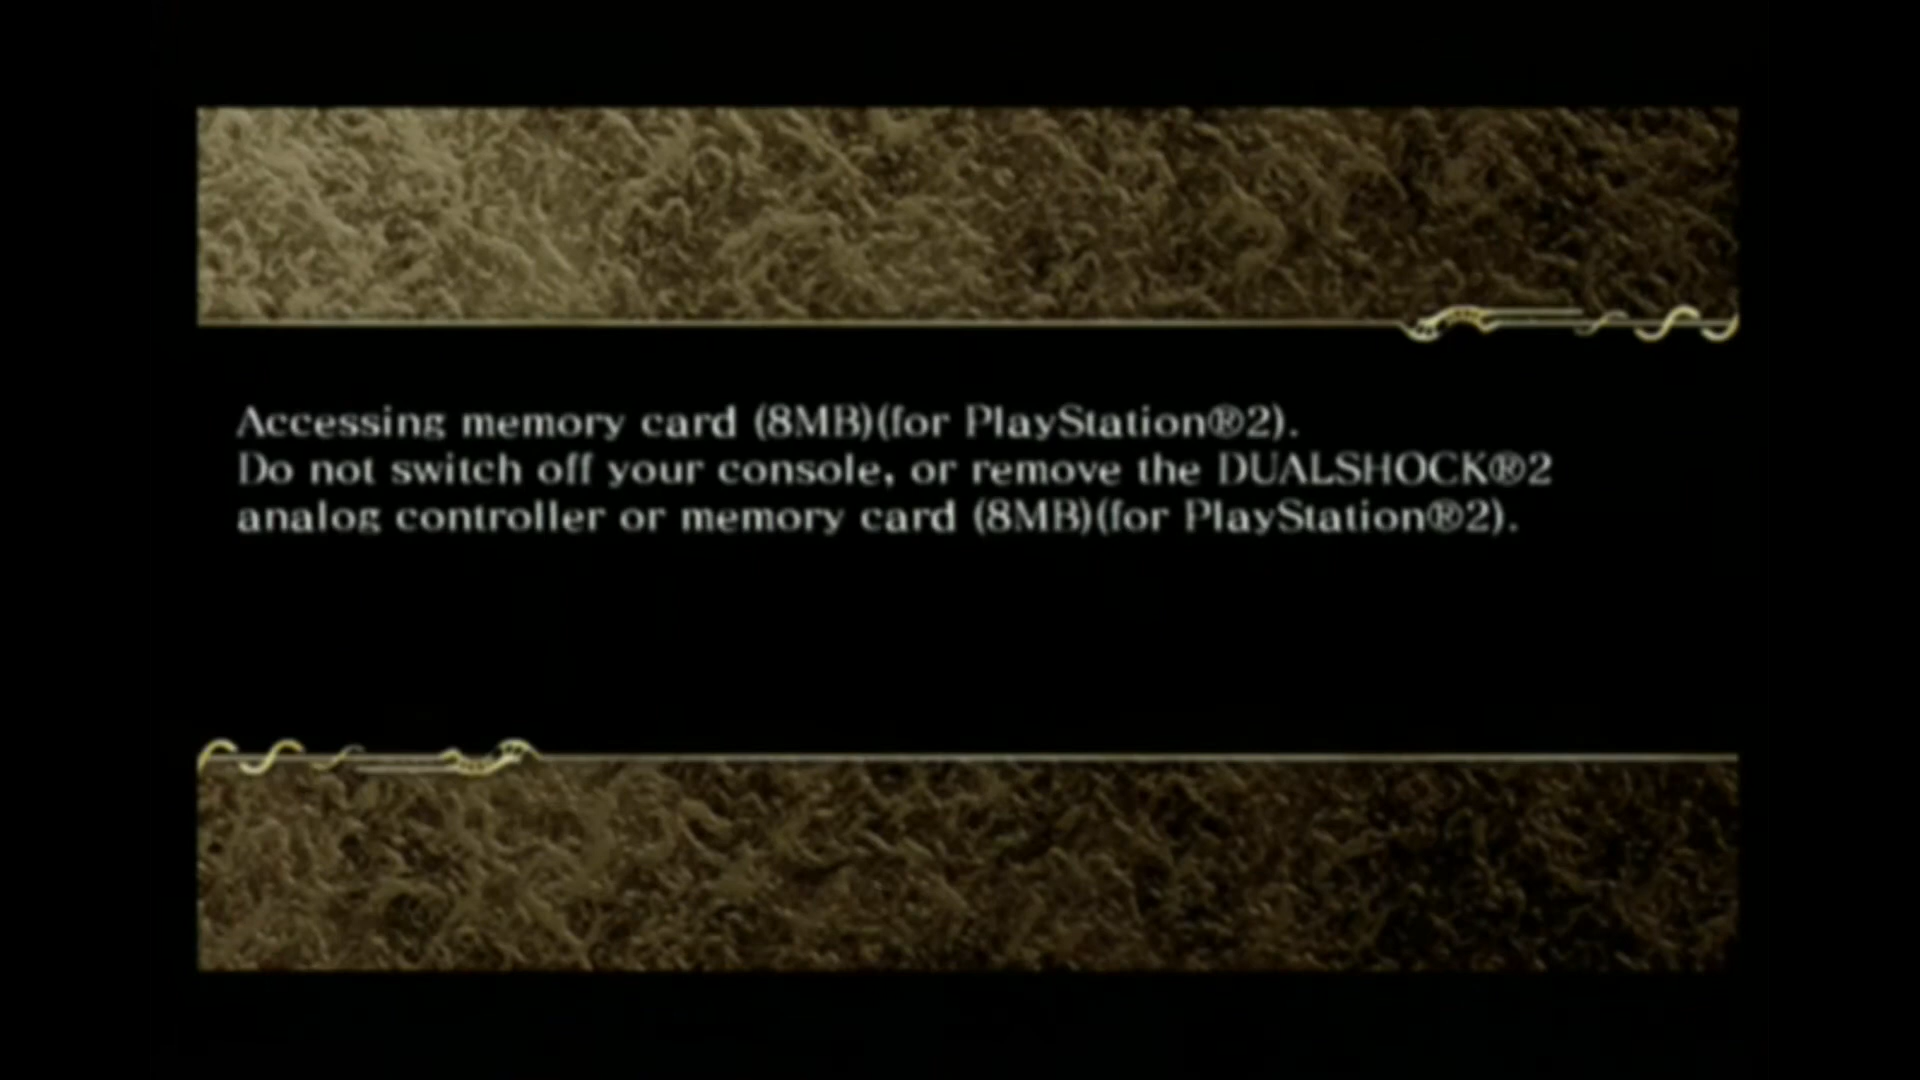 Accessing memory card (8MB)(for PlayStation®2).
Do not switch off your console, or remove the DUALSHOCK®2
analog controller or memory card (8MB)(for PlayStation®2).